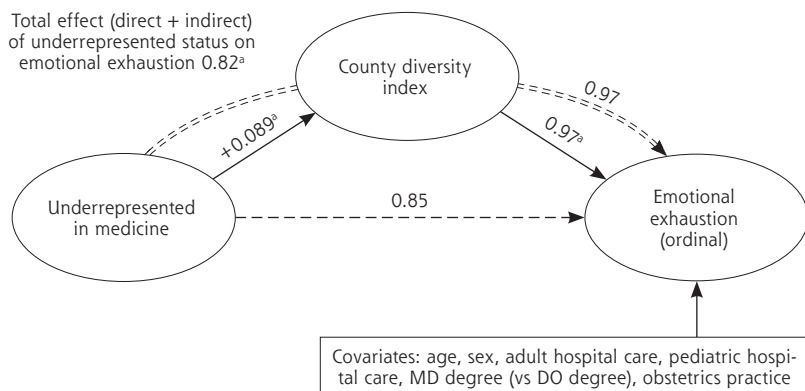 Total effect (direct + indirect)
of underrepresented status on
emotional exhaustion 0.82ª
County diversity
index
0.97
+0.089ª
0.97ª
Underrepresented
in medicine
0.85
Emotional
exhaustion
(ordinal)
Covariates: age, sex, adult hospital care, pediatric hospi-
tal care, MD degree (vs DO degree), obstetrics practice